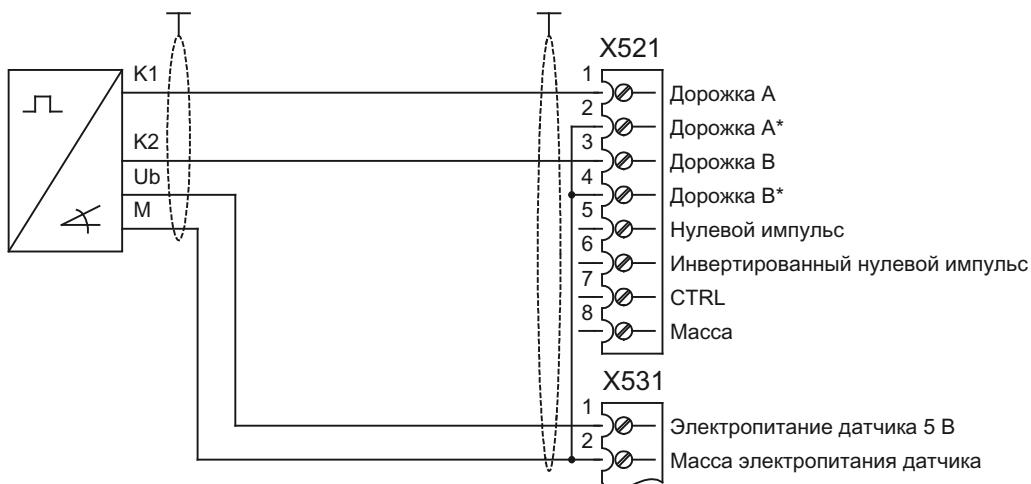 X521
K1
1
Дорожка A
2
Дорожка A*
K2
3
Дорожка B
Ub
4
Дорожка B*
M
5
Нулевой импульс
6
Инвертированный нулевой импульс
7
CTRL
8
Масса
X531
1
Электропитание датчика 5 В
2
Масса электропитания датчика